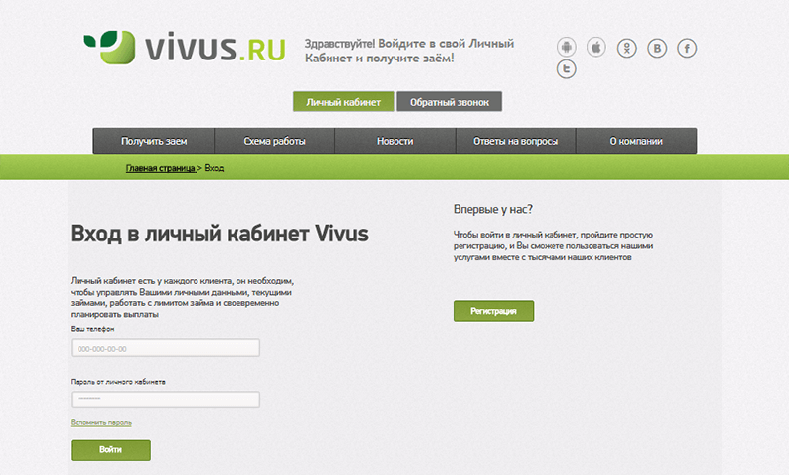 vivus.ru
Здравствуйте! Войдите в свой Личный
Кабинет и получите заём!
Личный кабинет
Обратный звонок
Получить заем
Схема работы
Новости
Ответы на вопросы
О компании
Главная страница > Вход
Вход в личный кабинет Vivus
Личный кабинет есть у каждого клиента, он необходим,
чтобы управлять Вашими личными данными, текущими
займами, работать с лимитом займа и своевременно
планировать выплаты
Ваш телефон
000-000-00-00
Пароль от личного кабинета
Вспомнить пароль
Войти
Впервые у нас?
Чтобы войти в личный кабинет, пройдите простую
регистрацию, и Вы сможете пользоваться нашими
услугами вместе с тысячами наших клиентов
Регистрация